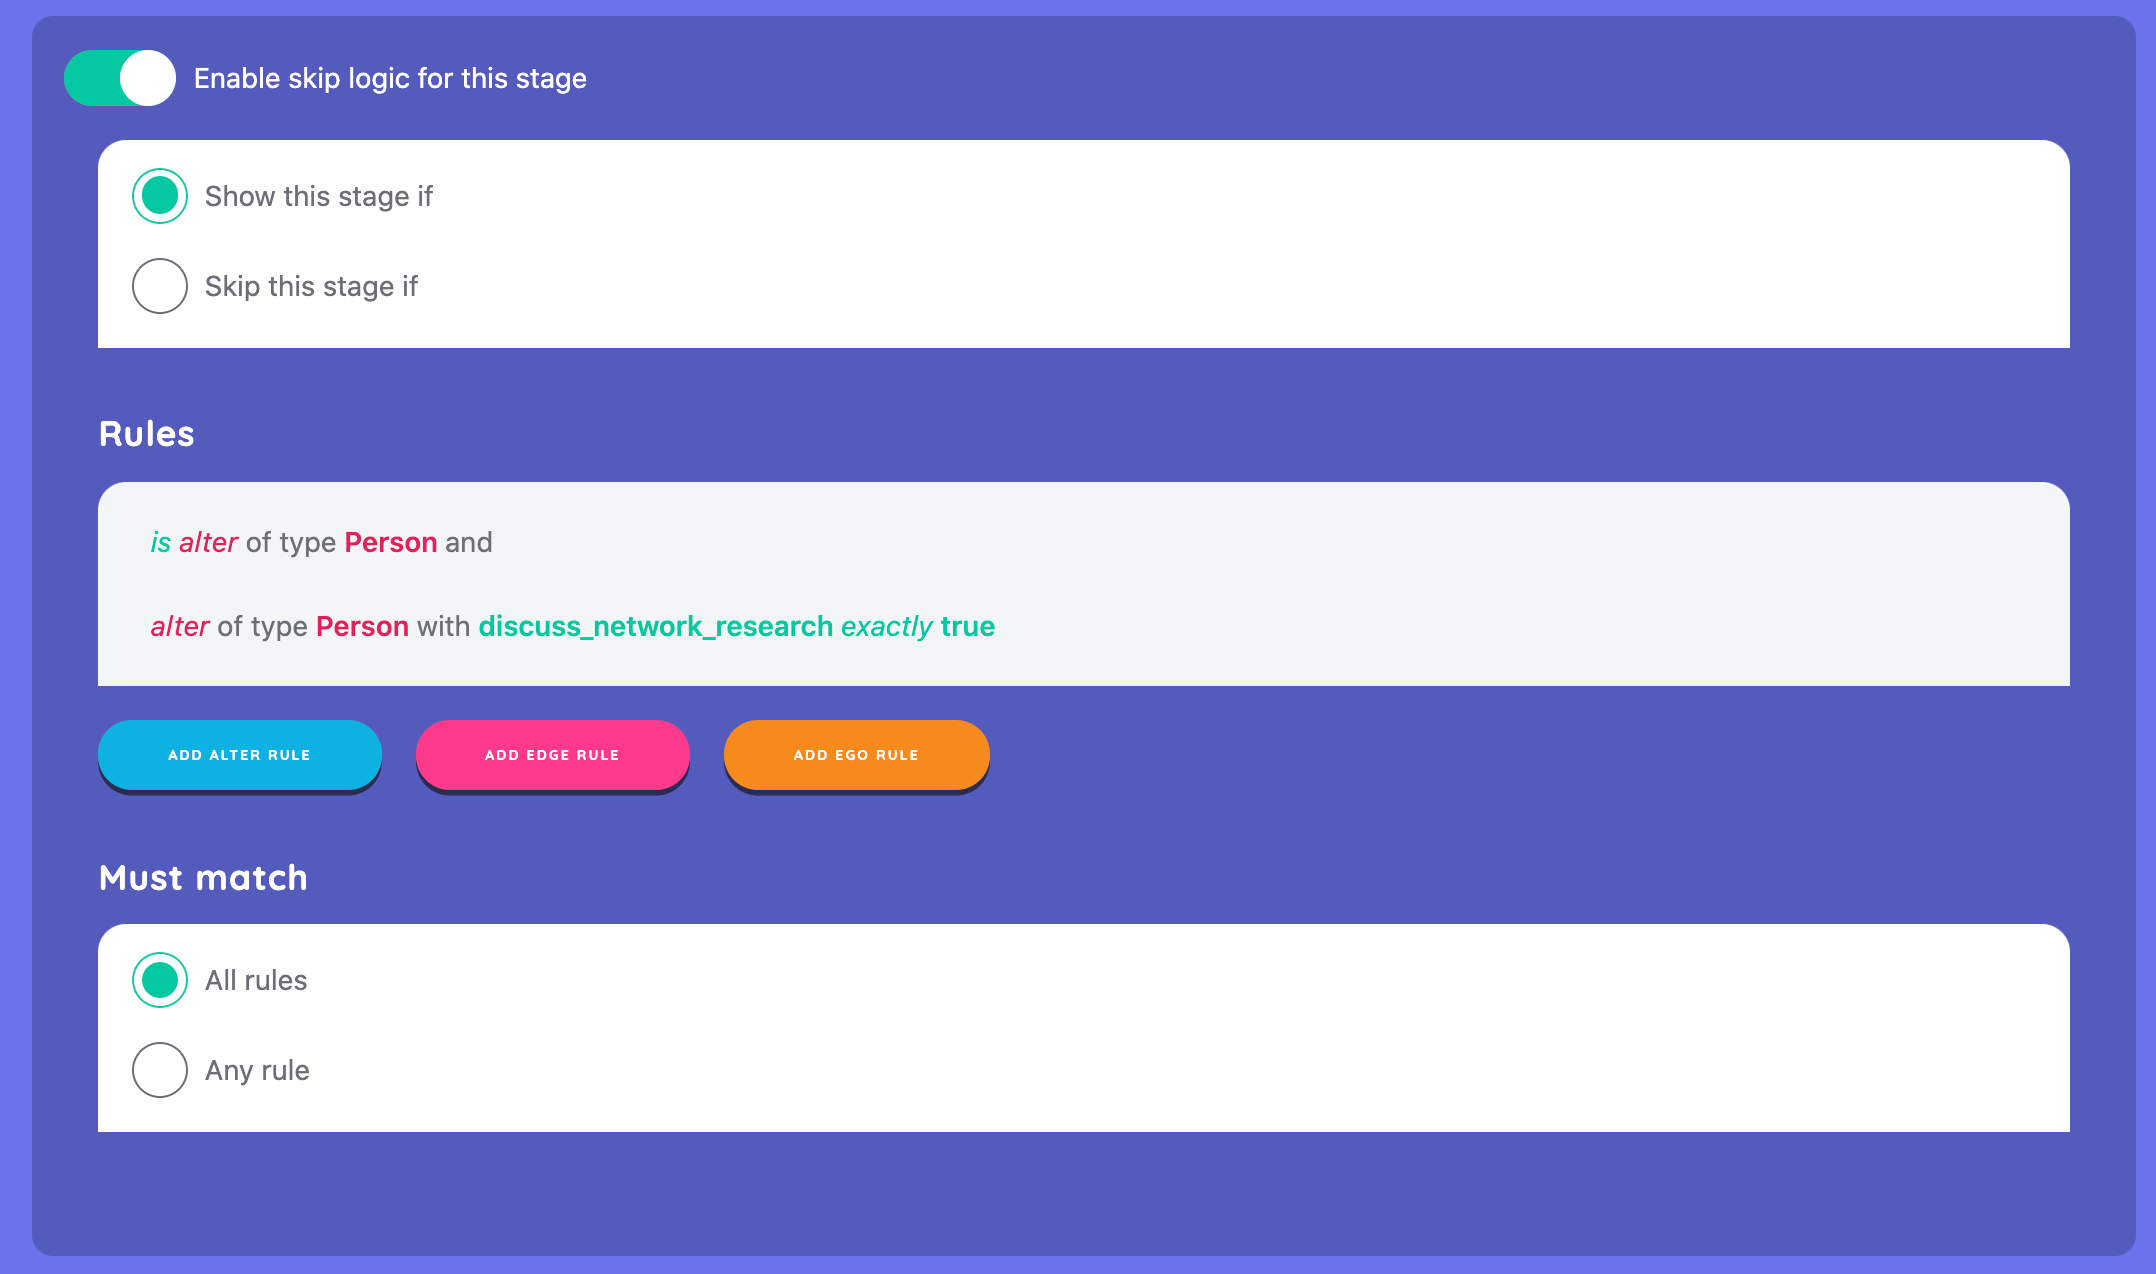 Enable skip logic for this stage
Show this stage if
Skip this stage if
Rules
is alter of type Person and
alter of type Person with discuss_network_research exactly true
ADD ALTER RULE
ADD EDGE RULE
ADD EGO RULE
Must match
All rules
Any rule